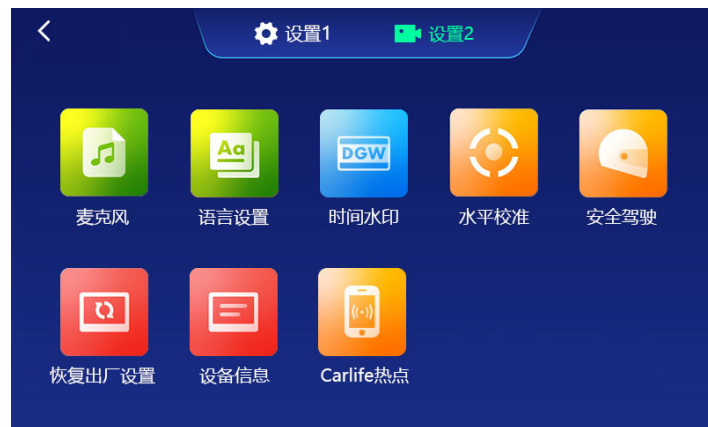 设置1
设置2
Aa
DGW
麦克风
语言设置
时间水印
水平校准
安全驾驶
恢复出厂设置
设备信息
Carlife热点